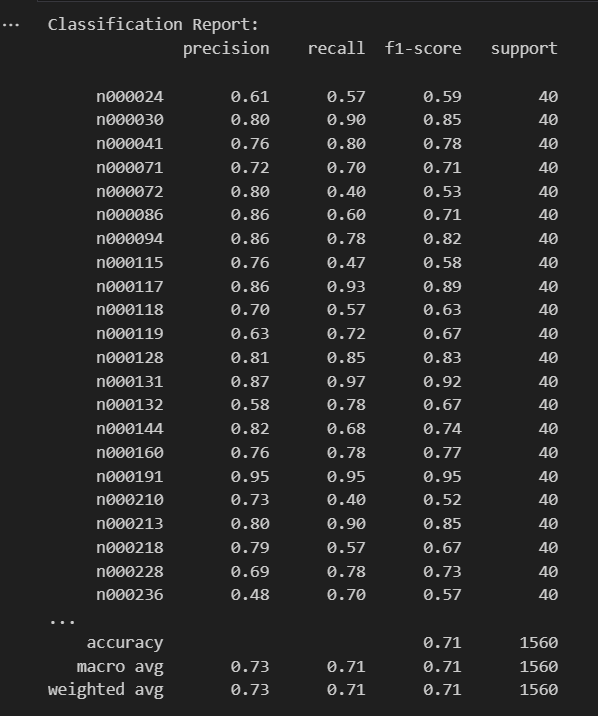 ... Classification Report:
precision recall f1-score support
n000024 0.61 0.57 0.59 40
n000030 0.80 0.90 0.85 40
n000041 0.76 0.80 0.78 40
n000071 0.72 0.70 0.71 40
n000072 0.80 0.40 0.53 40
n000086 0.86 0.60 0.71 40
n000094 0.86 0.78 0.82 40
n000115 0.76 0.47 0.58 40
n000117 0.86 0.93 0.89 40
n000118 0.70 0.57 0.63 40
n000119 0.63 0.72 0.67 40
n000128 0.81 0.85 0.83 40
n000131 0.87 0.97 0.92 40
n000132 0.58 0.78 0.67 40
n000144 0.82 0.68 0.74 40
n000160 0.76 0.78 0.77 40
n000191 0.95 0.95 0.95 40
n000210 0.73 0.40 0.52 40
n000213 0.80 0.90 0.85 40
n000218 0.79 0.57 0.67 40
n000228 0.69 0.78 0.73 40
n000236 0.48 0.70 0.57 40
...
accuracy 0.71 1560
macro avg 0.73 0.71 0.71 1560
weighted avg 0.73 0.71 0.71 1560